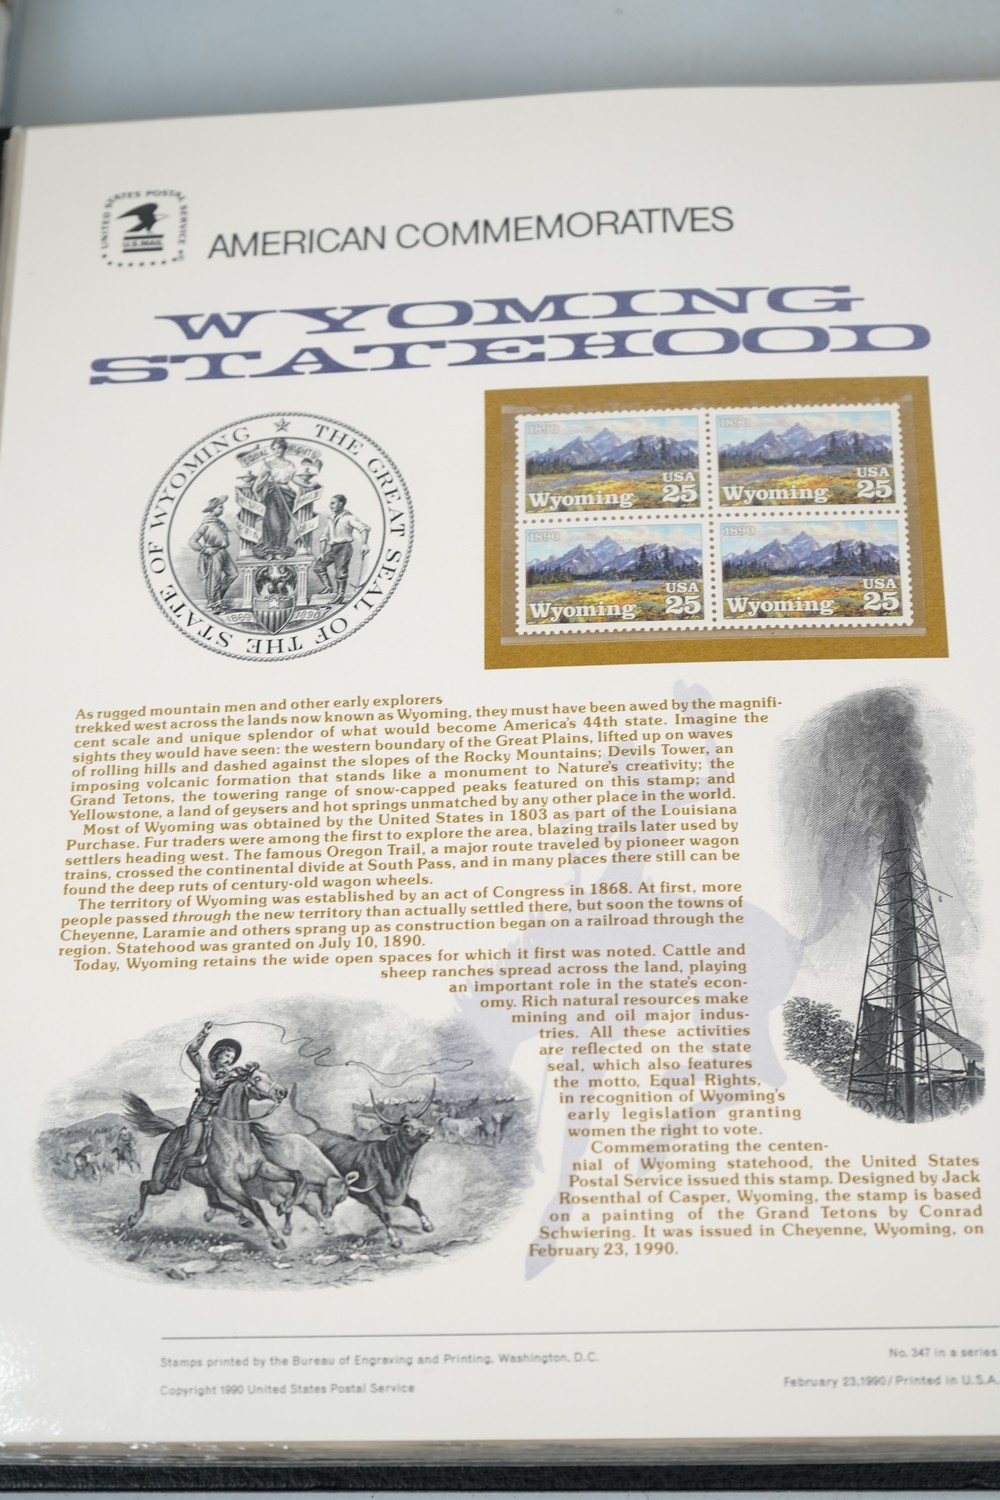 UNITED STATES POSTAL SERVICE
U.S.MAIL
AMERICAN COMMEMORATIVES
WYOMING
STATEHOOD
THE GREAT SEAL OF THE STATE OF WYOMING
EQUAL RIGHTS
1869 1890
1890
USA
Wyoming 25
1890
USA
Wyoming 25
1890
USA
Wyoming 25
1890
USA
Wyoming 25
As rugged mountain men and other early explorers
trekked west across the lands now known as Wyoming, they must have been awed by the magnifi-
cent scale and unique splendor of what would become America's 44th state. Imagine the
sights they would have seen: the western boundary of the Great Plains, lifted up on waves
of rolling hills and dashed against the slopes of the Rocky Mountains; Devils Tower, an
imposing volcanic formation that stands like a monument to Nature's creativity; the
Grand Tetons, the towering range of snow-capped peaks featured on this stamp; and
Yellowstone, a land of geysers and hot springs unmatched by any other place in the world.
Most of Wyoming was obtained by the United States in 1803 as part of the Louisiana
Purchase. Fur traders were among the first to explore the area, blazing trails later used by
settlers heading west. The famous Oregon Trail, a major route traveled by pioneer wagon
trains, crossed the continental divide at South Pass, and in many places there still can be
found the deep ruts of century-old wagon wheels.
The territory of Wyoming was established by an act of Congress in 1868. At first, more
people passed through the new territory than actually settled there, but soon the towns of
Cheyenne, Laramie and others sprang up as construction began on a railroad through the
region. Statehood was granted on July 10, 1890.
Today, Wyoming retains the wide open spaces for which it first was noted. Cattle and
sheep ranches spread across the land, playing
an important role in the state's econ-
omy. Rich natural resources make
mining and oil major indus-
tries. All these activities
are reflected on the state
seal, which also features
the motto, Equal Rights,
in recognition of Wyoming's
early legislation granting
women the right to vote.
Commemorating the centen-
nial of Wyoming statehood, the United States
Postal Service issued this stamp. Designed by Jack
Rosenthal of Casper, Wyoming, the stamp is based
on a painting of the Grand Tetons by Conrad
Schwiering. It was issued in Cheyenne, Wyoming, on
February 23, 1990.
Stamps printed by the Bureau of Engraving and Printing, Washington, D.C.
No. 347 in a series
Copyright 1990 United States Postal Service
February 23,1990/Printed in U.S.A.